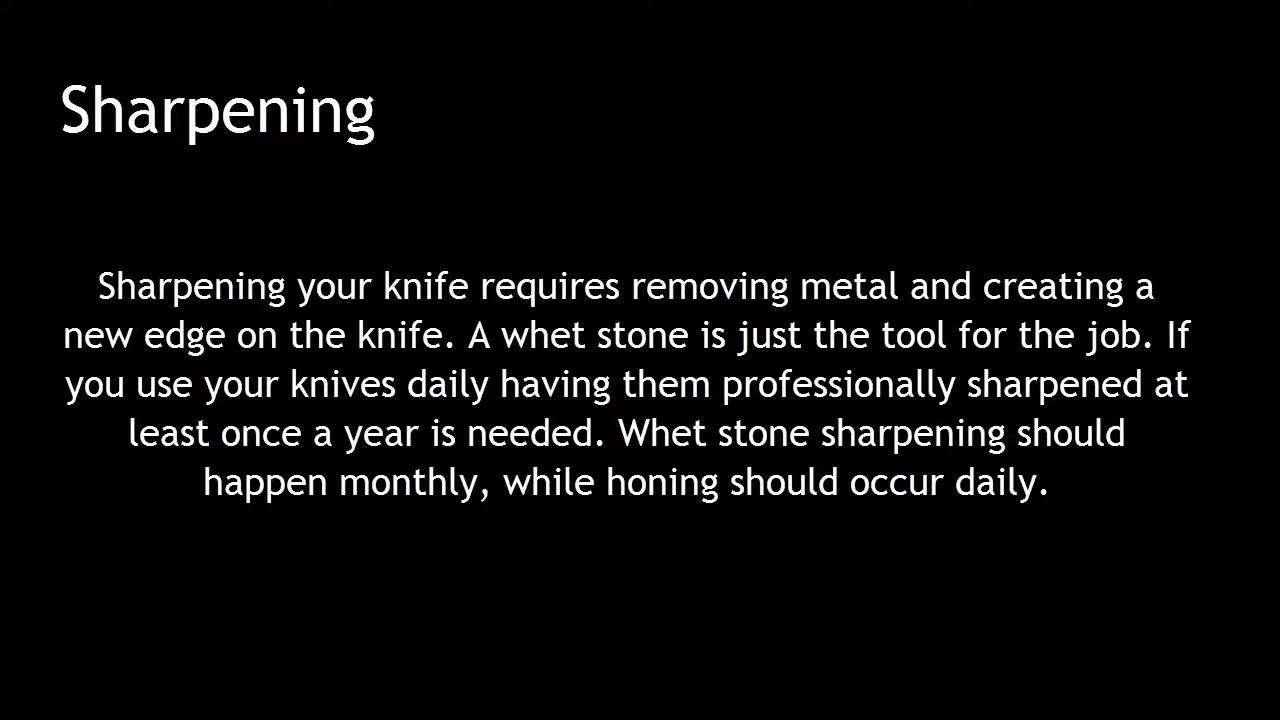 Sharpening
Sharpening your knife requires removing metal and creating a
new edge on the knife. A whet stone is just the tool for the job. If
you use your knives daily having them professionally sharpened at
least once a year is needed. Whet stone sharpening should
happen monthly, while honing should occur daily.